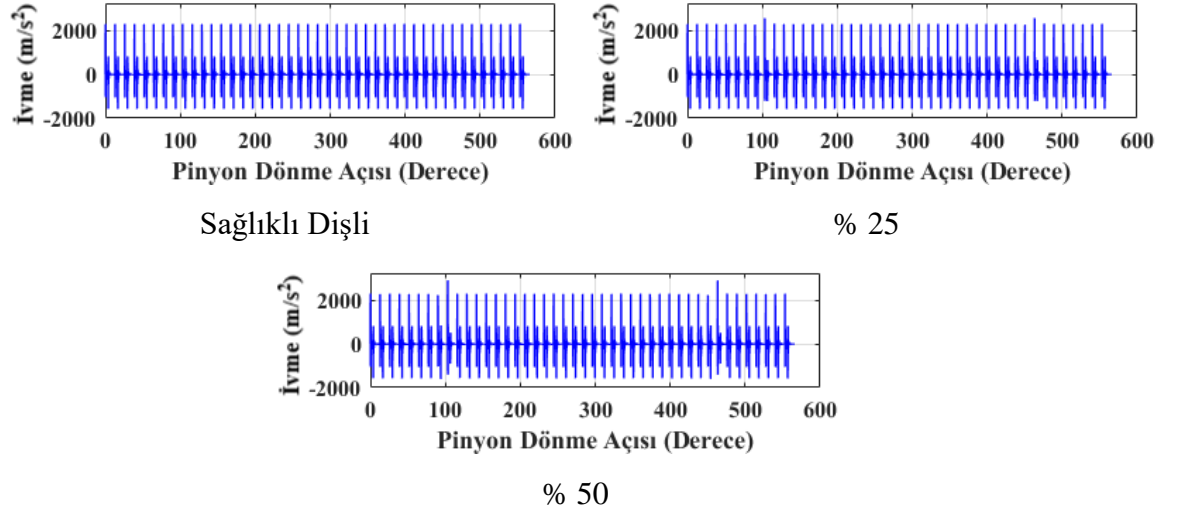 İvme (m/s²)
2000
0
-2000
0 100 200 300 400 500 600
Pinyon Dönme Açısı (Derece)
Sağlıklı Dişli
İvme (m/s²)
2000
0
-2000
0 100 200 300 400 500 600
Pinyon Dönme Açısı (Derece)
% 25
İvme (m/s²)
2000
0
-2000
0 100 200 300 400 500 600
Pinyon Dönme Açısı (Derece)
% 50